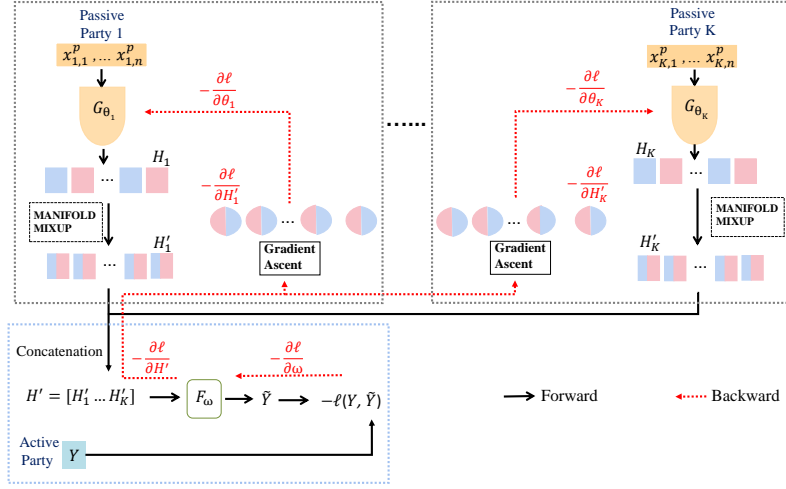 Passive
Party 1
x^p_{1,1}, … x^p_{1,n}
G_{θ_1}
H_1
...
MANIFOLD
MIXUP
H'_1
...
−∂ℓ/∂θ_1
−∂ℓ/∂H'_1
...
Gradient
Ascent
......
Passive
Party K
x^p_{K,1}, … x^p_{K,n}
G_{θ_K}
H_K
...
MANIFOLD
MIXUP
H'_K
...
−∂ℓ/∂θ_K
−∂ℓ/∂H'_K
...
Gradient
Ascent
Concatenation
−∂ℓ/∂H'
−∂ℓ/∂ω
H' = [H'_1 … H'_K]
F_ω
Ỹ
−ℓ(Y, Ỹ)
Active
Party
Y
Forward
Backward